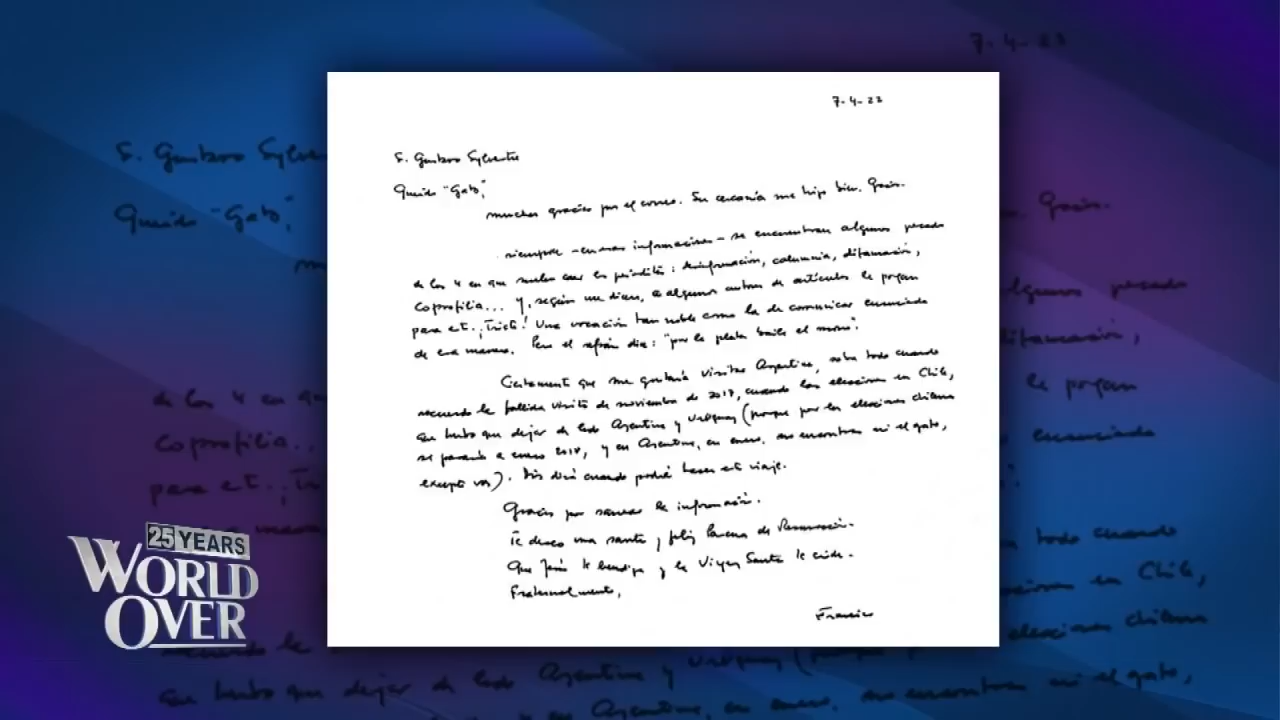 7-4-22
S. Gustavo Sylvestre
Querido "Gato",
muchas gracias por el correo. Su cercanía me hizo bien. Gracias.
siempre - en esas informaciones - se encuentran algunos pecados
de los 4 en que suelen caer los periodistas: desinformación, calumnia, difamación,
coprofilia... Y, según me dicen, a algunos autores de artículos le pagan
para esto. ¡Triste! Una vocación tan noble como la de comunicar ensuciada
de esa manera. Pero el refrán dice: "por la plata baila el mono".
Ciertamente que me gustaría visitar Argentina, sobre todo cuando
recuerdo la fallida visita de noviembre de 2017, cuando las elecciones en Chile,
que hubo que dejar de lado Argentina y Uruguay (porque por las elecciones chilenas
se pasaría a enero 2018, y en Argentina, en enero, no encontras ni el gato,
excepto vos). Dios dirá cuando podré hacer este viaje.
Gracias por sanear la información.
Te deseo una santa y feliz Pascua de Resurrección.
Que Jesús te bendiga y la Virgen Santa te cuide.
Fraternalmente,
Francisco
25 YEARS
WORLD
OVER